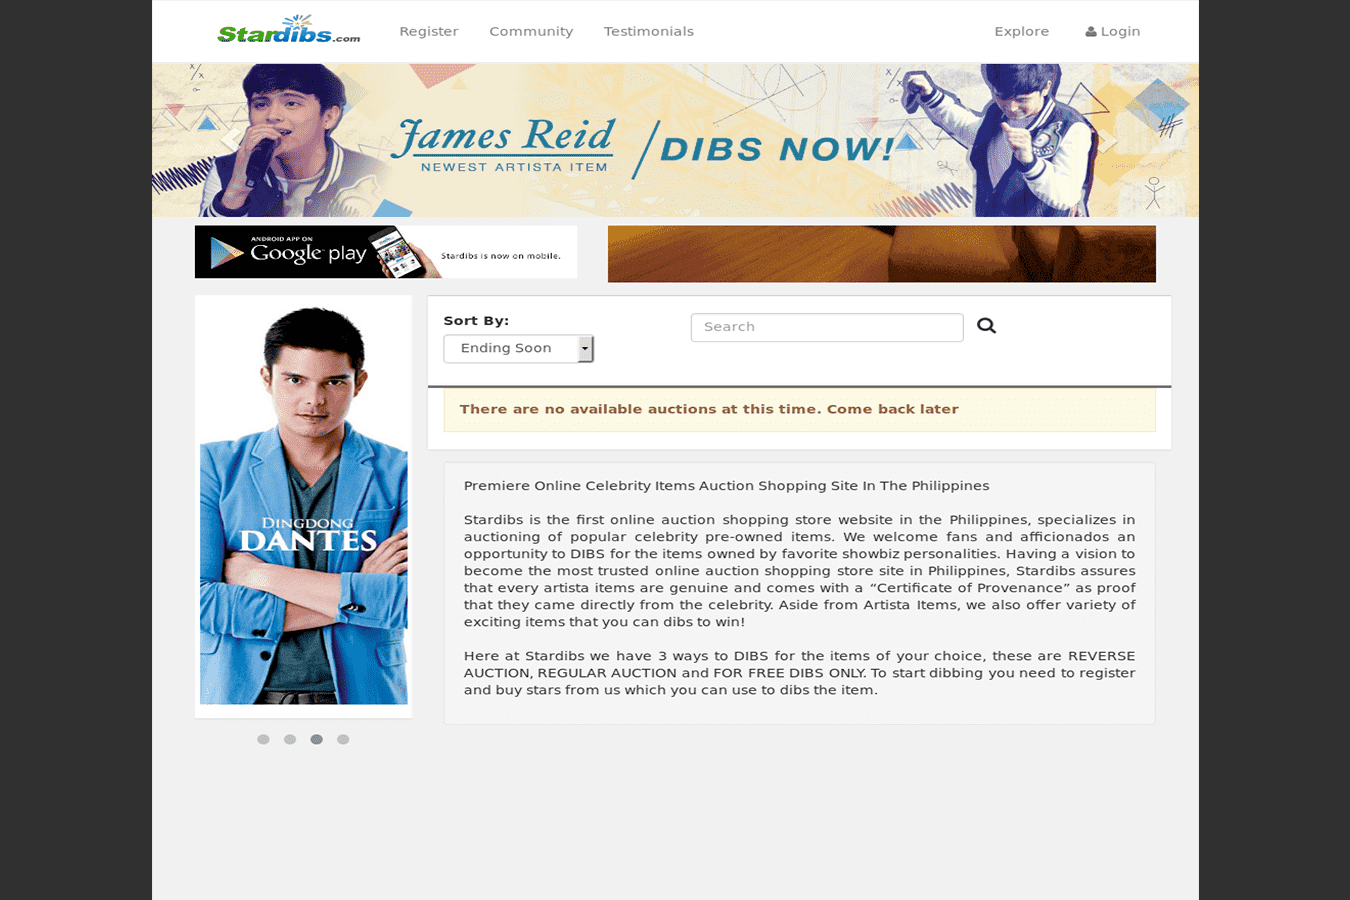 Stardibs.com
Register
Community
Testimonials
Explore
Login
James Reid
NEWEST ARTISTA ITEM
DIBS NOW!
ANDROID APP ON
Google play
Stardibs is now on mobile.
DINGDONG
DANTES
Sort By:
Ending Soon
Search
There are no available auctions at this time. Come back later
Premiere Online Celebrity Items Auction Shopping Site In The Philippines
Stardibs is the first online auction shopping store website in the Philippines, specializes in
auctioning of popular celebrity pre-owned items. We welcome fans and afficionados an
opportunity to DIBS for the items owned by favorite showbiz personalities. Having a vision to
become the most trusted online auction shopping store site in Philippines, Stardibs assures
that every artista items are genuine and comes with a “Certificate of Provenance” as proof
that they came directly from the celebrity. Aside from Artista Items, we also offer variety of
exciting items that you can dibs to win!
Here at Stardibs we have 3 ways to DIBS for the items of your choice, these are REVERSE
AUCTION, REGULAR AUCTION and FOR FREE DIBS ONLY. To start dibbing you need to register
and buy stars from us which you can use to dibs the item.